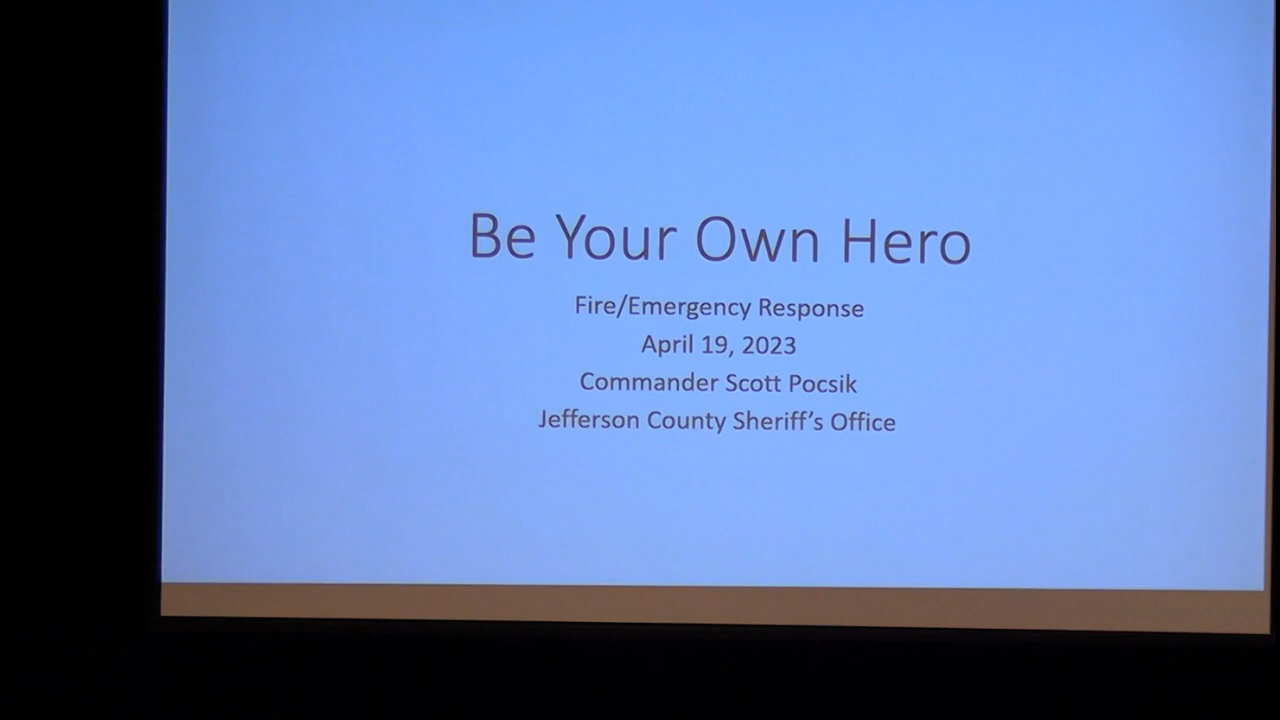 Be Your Own Hero
Fire/Emergency Response
April 19, 2023
Commander Scott Pocsik
Jefferson County Sheriff's Office